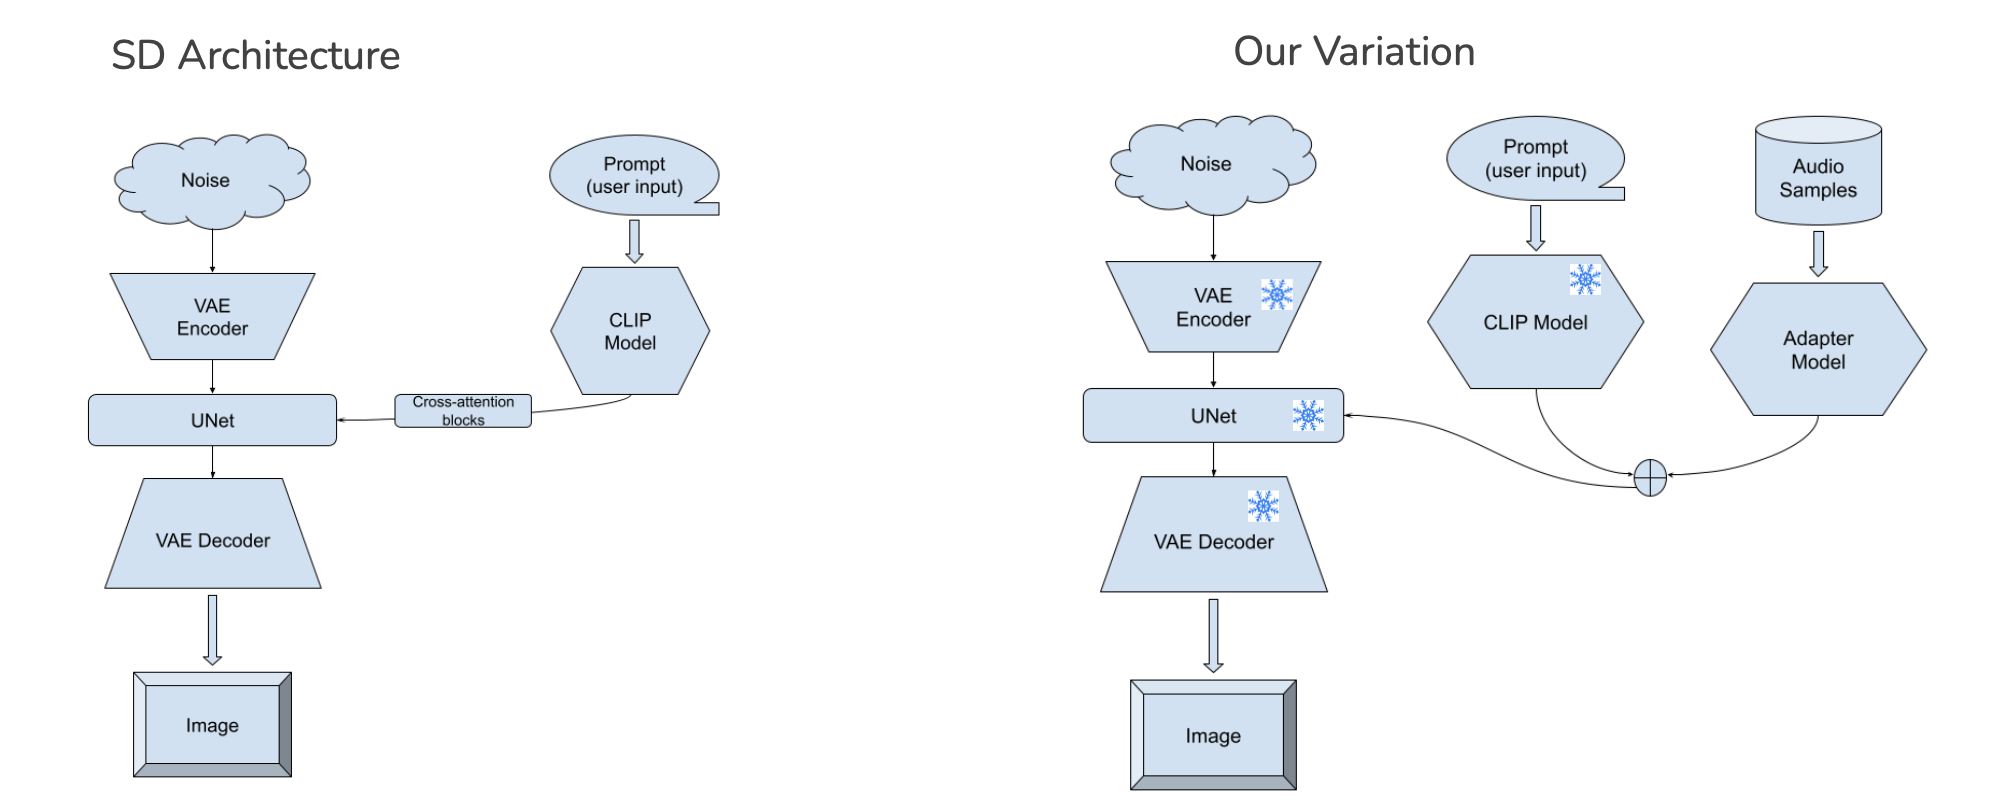 SD Architecture
Noise
Prompt
(user input)
VAE
Encoder
CLIP
Model
Cross-attention
blocks
UNet
VAE Decoder
Image
Our Variation
Noise
Prompt
(user input)
Audio
Samples
VAE
Encoder
CLIP Model
Adapter
Model
UNet
VAE Decoder
Image